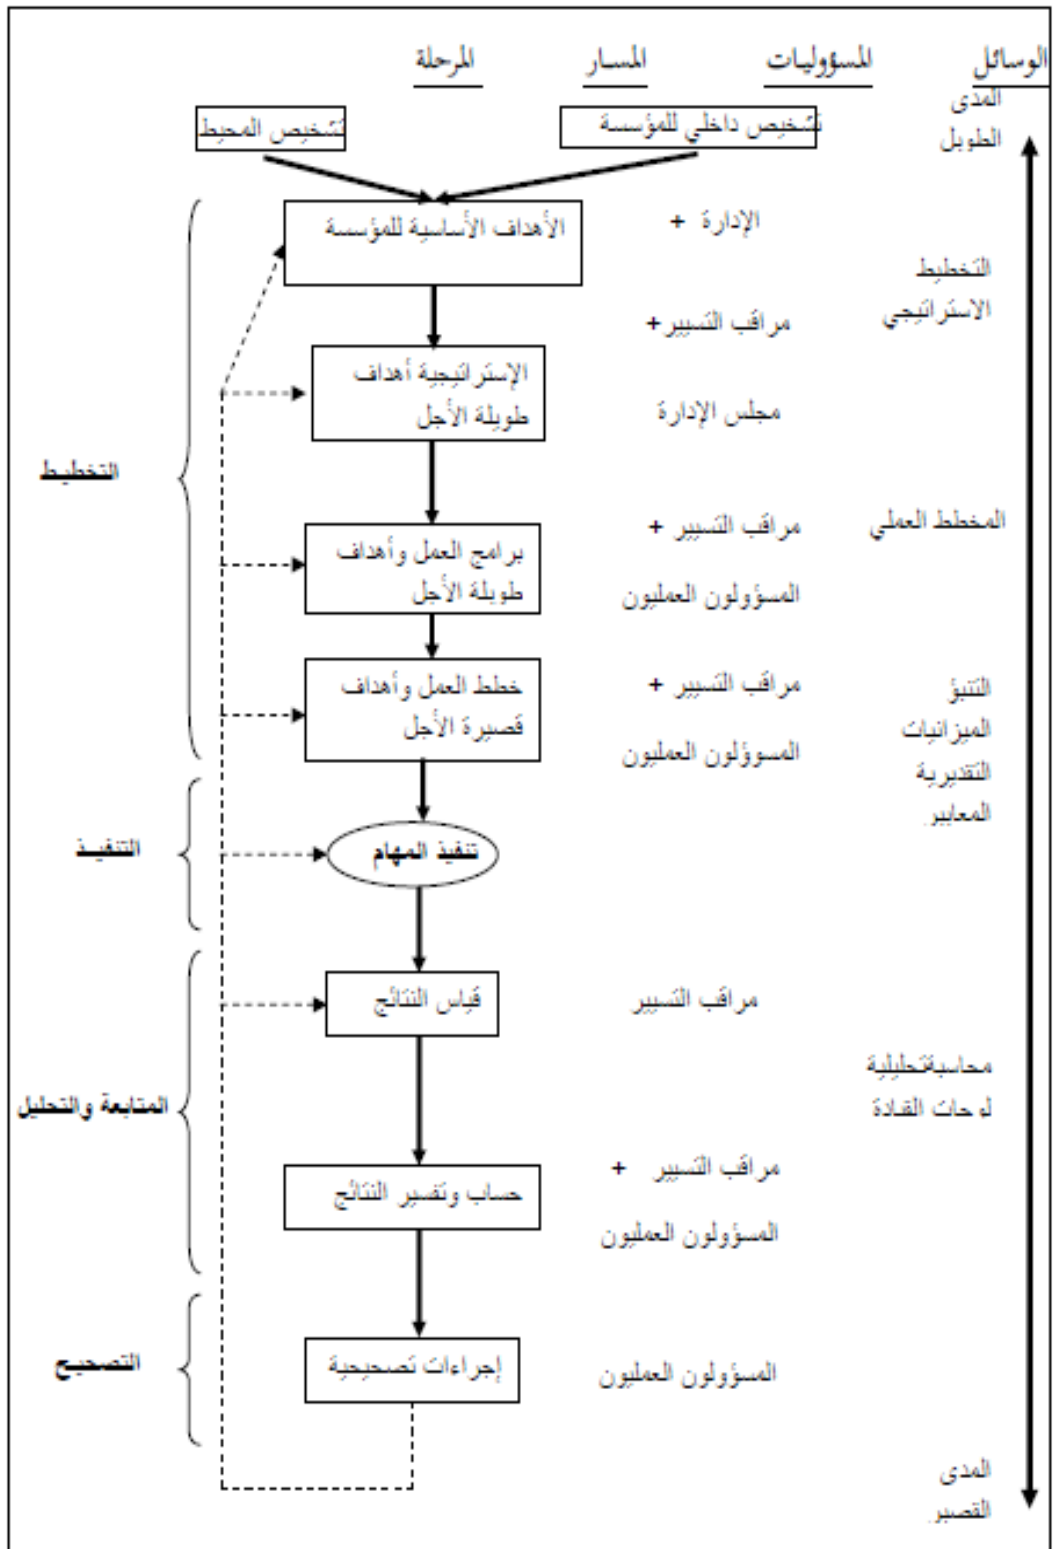 الوسائل المسؤوليات المسار المرحلة
المدى
الطويل
تشخيص داخلي للمؤسسة تشخيص المحيط
الأهداف الأساسية للمؤسسة
الإدارة +
التخطيط
الاستراتيجي
مراقب التسيير+
الإستراتيجية أهداف
طويلة الأجل
مجلس الإدارة
التخطيط
المخطط العملي
مراقب التسيير +
برامج العمل وأهداف
طويلة الأجل
المسؤولون العمليون
التنبؤ
الميزانيات
التقديرية
المعايير
مراقب التسيير +
خطط العمل وأهداف
قصيرة الأجل
المسوؤلون العمليون
تنفيذ المهام
التنفيذ
مراقب التسيير
قياس النتائج
محاسبةتحليلية
لوحات القيادة
المتابعة والتحليل
مراقب التسيير +
حساب وتفسير النتائج
المسؤولون العمليون
المسؤولون العمليون
إجراءات تصحيحية
التصحيح
المدى
القصير